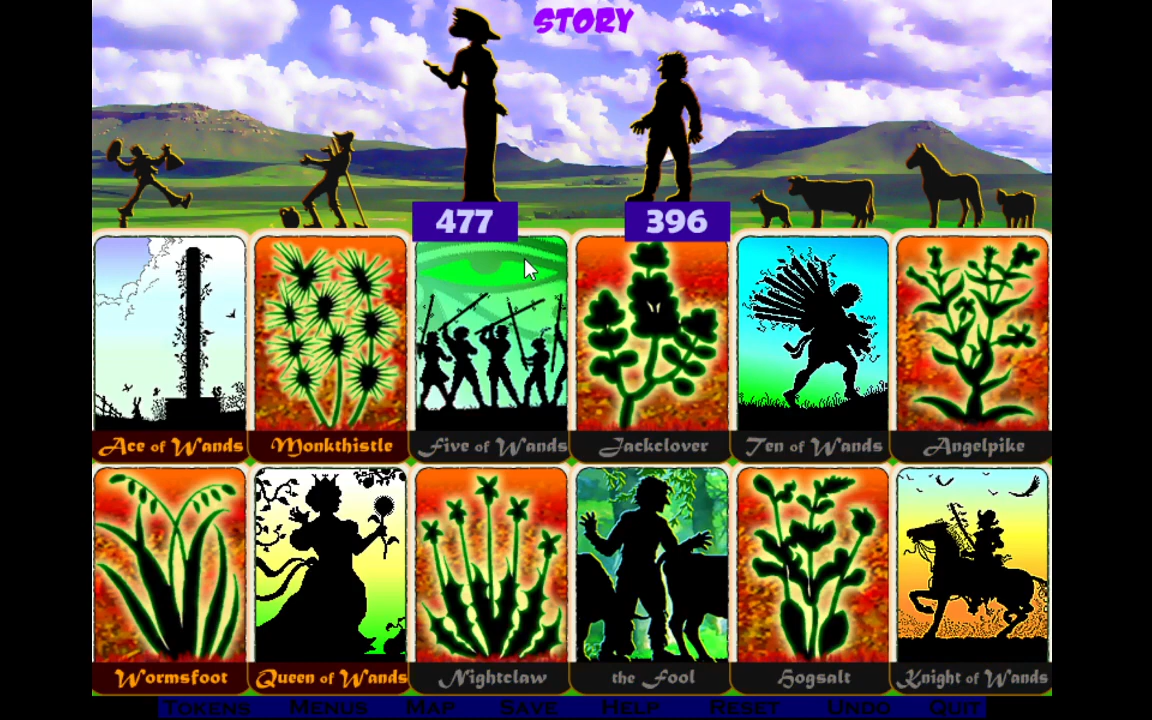 STORY
477 396
Ace of Wands Monkthistle Five of Wands Jackclover Ten of Wands Angelpike
Wormsfoot Queen of Wands Nightclaw the Fool Hogsalt Knight of Wands
TOKENS MENUS MAP SAVE HELP RESET UNDO QUIT